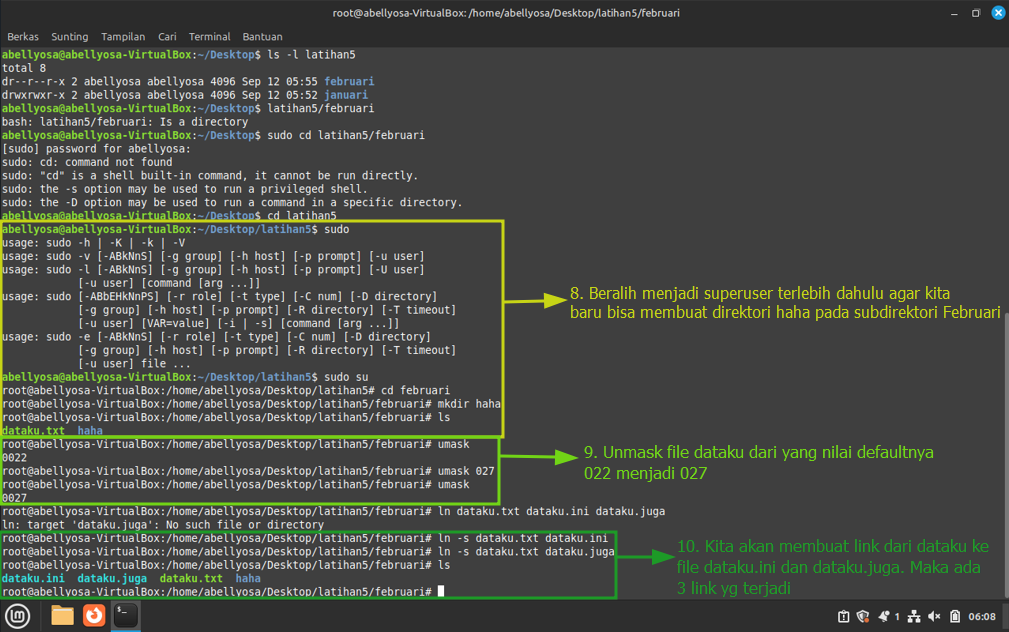 root@abellyosa-VirtualBox: /home/abellyosa/Desktop/latihan5/februari
Berkas Sunting Tampilan Cari Terminal Bantuan
abellyosa@abellyosa-VirtualBox:~/Desktop$ ls -l latihan5
total 8
dr--r--r-x 2 abellyosa abellyosa 4096 Sep 12 05:55 februari
drwxrwxr-x 2 abellyosa abellyosa 4096 Sep 12 05:52 januari
abellyosa@abellyosa-VirtualBox:~/Desktop$ latihan5/februari
bash: latihan5/februari: Is a directory
abellyosa@abellyosa-VirtualBox:~/Desktop$ sudo cd latihan5/februari
[sudo] password for abellyosa:
sudo: cd: command not found
sudo: "cd" is a shell built-in command, it cannot be run directly.
sudo: the -s option may be used to run a privileged shell.
sudo: the -D option may be used to run a command in a specific directory.
abellyosa@abellyosa-VirtualBox:~/Desktop$ cd latihan5
abellyosa@abellyosa-VirtualBox:~/Desktop/latihan5$ sudo
usage: sudo -h | -K | -k | -V
usage: sudo -v [-ABkNnS] [-g group] [-h host] [-p prompt] [-u user]
usage: sudo -l [-ABkNnS] [-g group] [-h host] [-p prompt] [-U user]
[-u user] [command [arg ...]]
usage: sudo [-ABbEHkNnPS] [-r role] [-t type] [-C num] [-D directory]
[-g group] [-h host] [-p prompt] [-R directory] [-T timeout]
[-u user] [VAR=value] [-i | -s] [command [arg ...]]
usage: sudo -e [-ABkNnS] [-r role] [-t type] [-C num] [-D directory]
[-g group] [-h host] [-p prompt] [-R directory] [-T timeout]
[-u user] file ...
abellyosa@abellyosa-VirtualBox:~/Desktop/latihan5$ sudo su
root@abellyosa-VirtualBox:/home/abellyosa/Desktop/latihan5# cd februari
root@abellyosa-VirtualBox:/home/abellyosa/Desktop/latihan5/februari# mkdir haha
root@abellyosa-VirtualBox:/home/abellyosa/Desktop/latihan5/februari# ls
dataku.txt haha
8. Beralih menjadi superuser terlebih dahulu agar kita
baru bisa membuat direktori haha pada subdirektori Februari
root@abellyosa-VirtualBox:/home/abellyosa/Desktop/latihan5/februari# umask
0022
root@abellyosa-VirtualBox:/home/abellyosa/Desktop/latihan5/februari# umask 027
root@abellyosa-VirtualBox:/home/abellyosa/Desktop/latihan5/februari# umask
0027
9. Unmask file dataku dari yang nilai defaultnya
022 menjadi 027
root@abellyosa-VirtualBox:/home/abellyosa/Desktop/latihan5/februari# ln dataku.txt dataku.ini dataku.juga
ln: target 'dataku.juga': No such file or directory
root@abellyosa-VirtualBox:/home/abellyosa/Desktop/latihan5/februari# ln -s dataku.txt dataku.ini
root@abellyosa-VirtualBox:/home/abellyosa/Desktop/latihan5/februari# ln -s dataku.txt dataku.juga
root@abellyosa-VirtualBox:/home/abellyosa/Desktop/latihan5/februari# ls
dataku.ini dataku.juga dataku.txt haha
root@abellyosa-VirtualBox:/home/abellyosa/Desktop/latihan5/februari#
10. Kita akan membuat link dari dataku ke
file dataku.ini dan dataku.juga. Maka ada
3 link yg terjadi
1 06:08